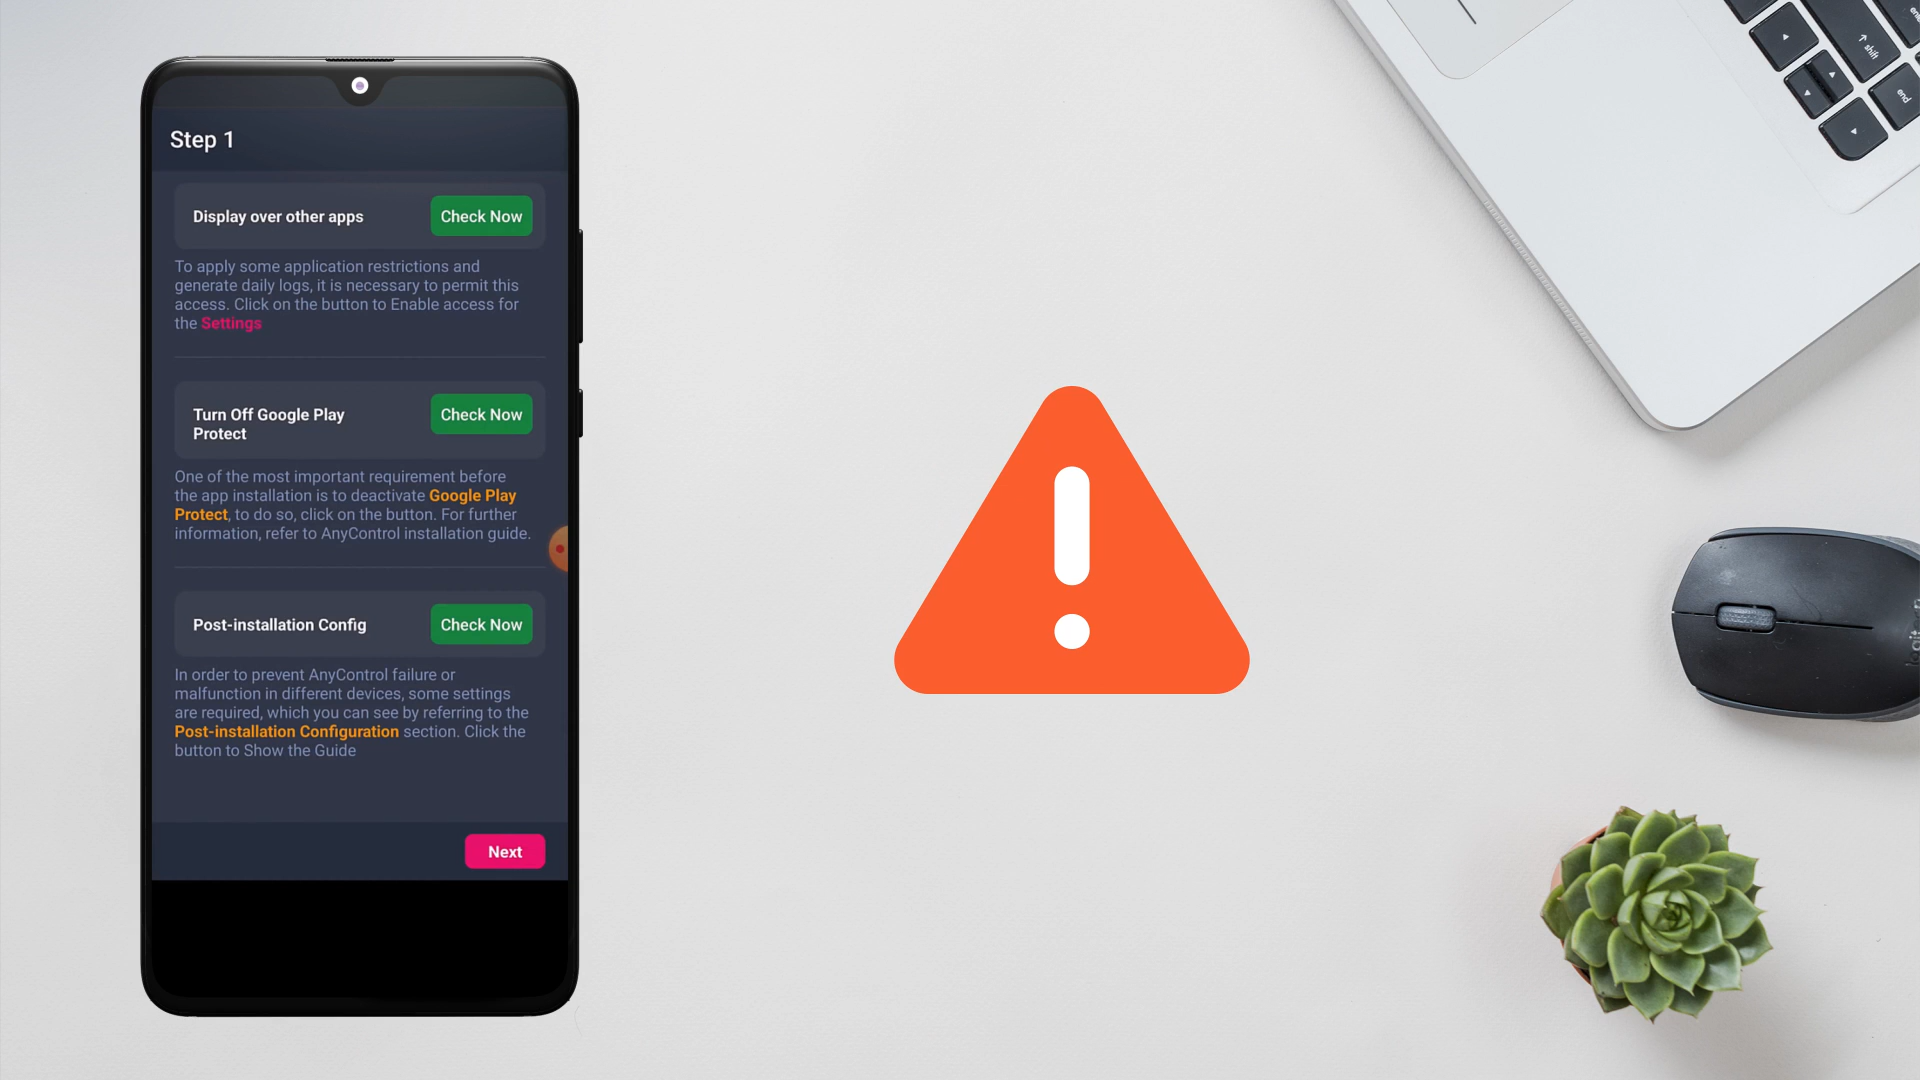 Step 1
Display over other apps
Check Now
To apply some application restrictions and
generate daily logs, it is necessary to permit this
access. Click on the button to Enable access for
the Settings
Turn Off Google Play
Protect
Check Now
One of the most important requirement before
the app installation is to deactivate Google Play
Protect, to do so, click on the button. For further
information, refer to AnyControl installation guide.
Post-installation Config
Check Now
In order to prevent AnyControl failure or
malfunction in different devices, some settings
are required, which you can see by referring to the
Post-installation Configuration section. Click the
button to Show the Guide
Next
shift
end